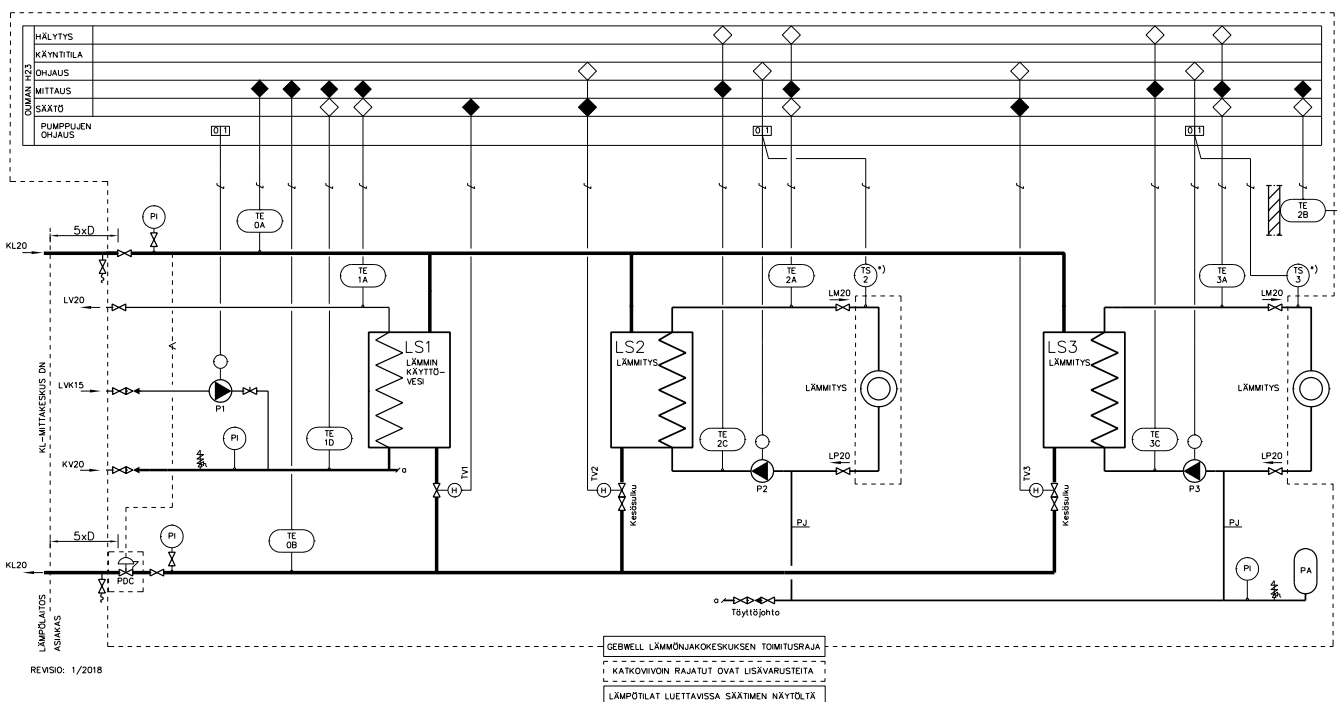 OUMAN H23
HÄLYTYS
KÄYNTITILA
OHJAUS
MITTAUS
SÄÄTÖ
PUMPPUJEN
OHJAUS
0 1
0 1
0 1
5xD
PI
TE
0A
TE
2B
KL20
TE
1A
TE
2A
TS
2
*)
TE
3A
TS
3
*)
LV20
LM20
LM20
LS1
LÄMMIN
KÄYTTÖ-
VESI
LS2
LÄMMITYS
LS3
LÄMMITYS
KL-MITTAKESKUS DN
LVK15
P1
LÄMMITYS
LÄMMITYS
PI
TE
1D
TE
2C
TE
3C
KV20
a
LP20
LP20
P2
P3
TV1
H
TV2
H
TV3
H
Kesäsulku
Kesäsulku
5xD
PI
TE
0B
PJ
PJ
KL20
PDC
PI
PA
a
Täyttöjohto
LÄMPÖLAITOS
ASIAKAS
GEBWELL LÄMMÖNJAKOKESKUKSEN TOIMITUSRAJA
REVISIO: 1/2018
KATKOVIIVOIN RAJATUT OVAT LISÄVARUSTEITA
LÄMPÖTILAT LUETTAVISSA SÄÄTIMEN NÄYTÖLTÄ